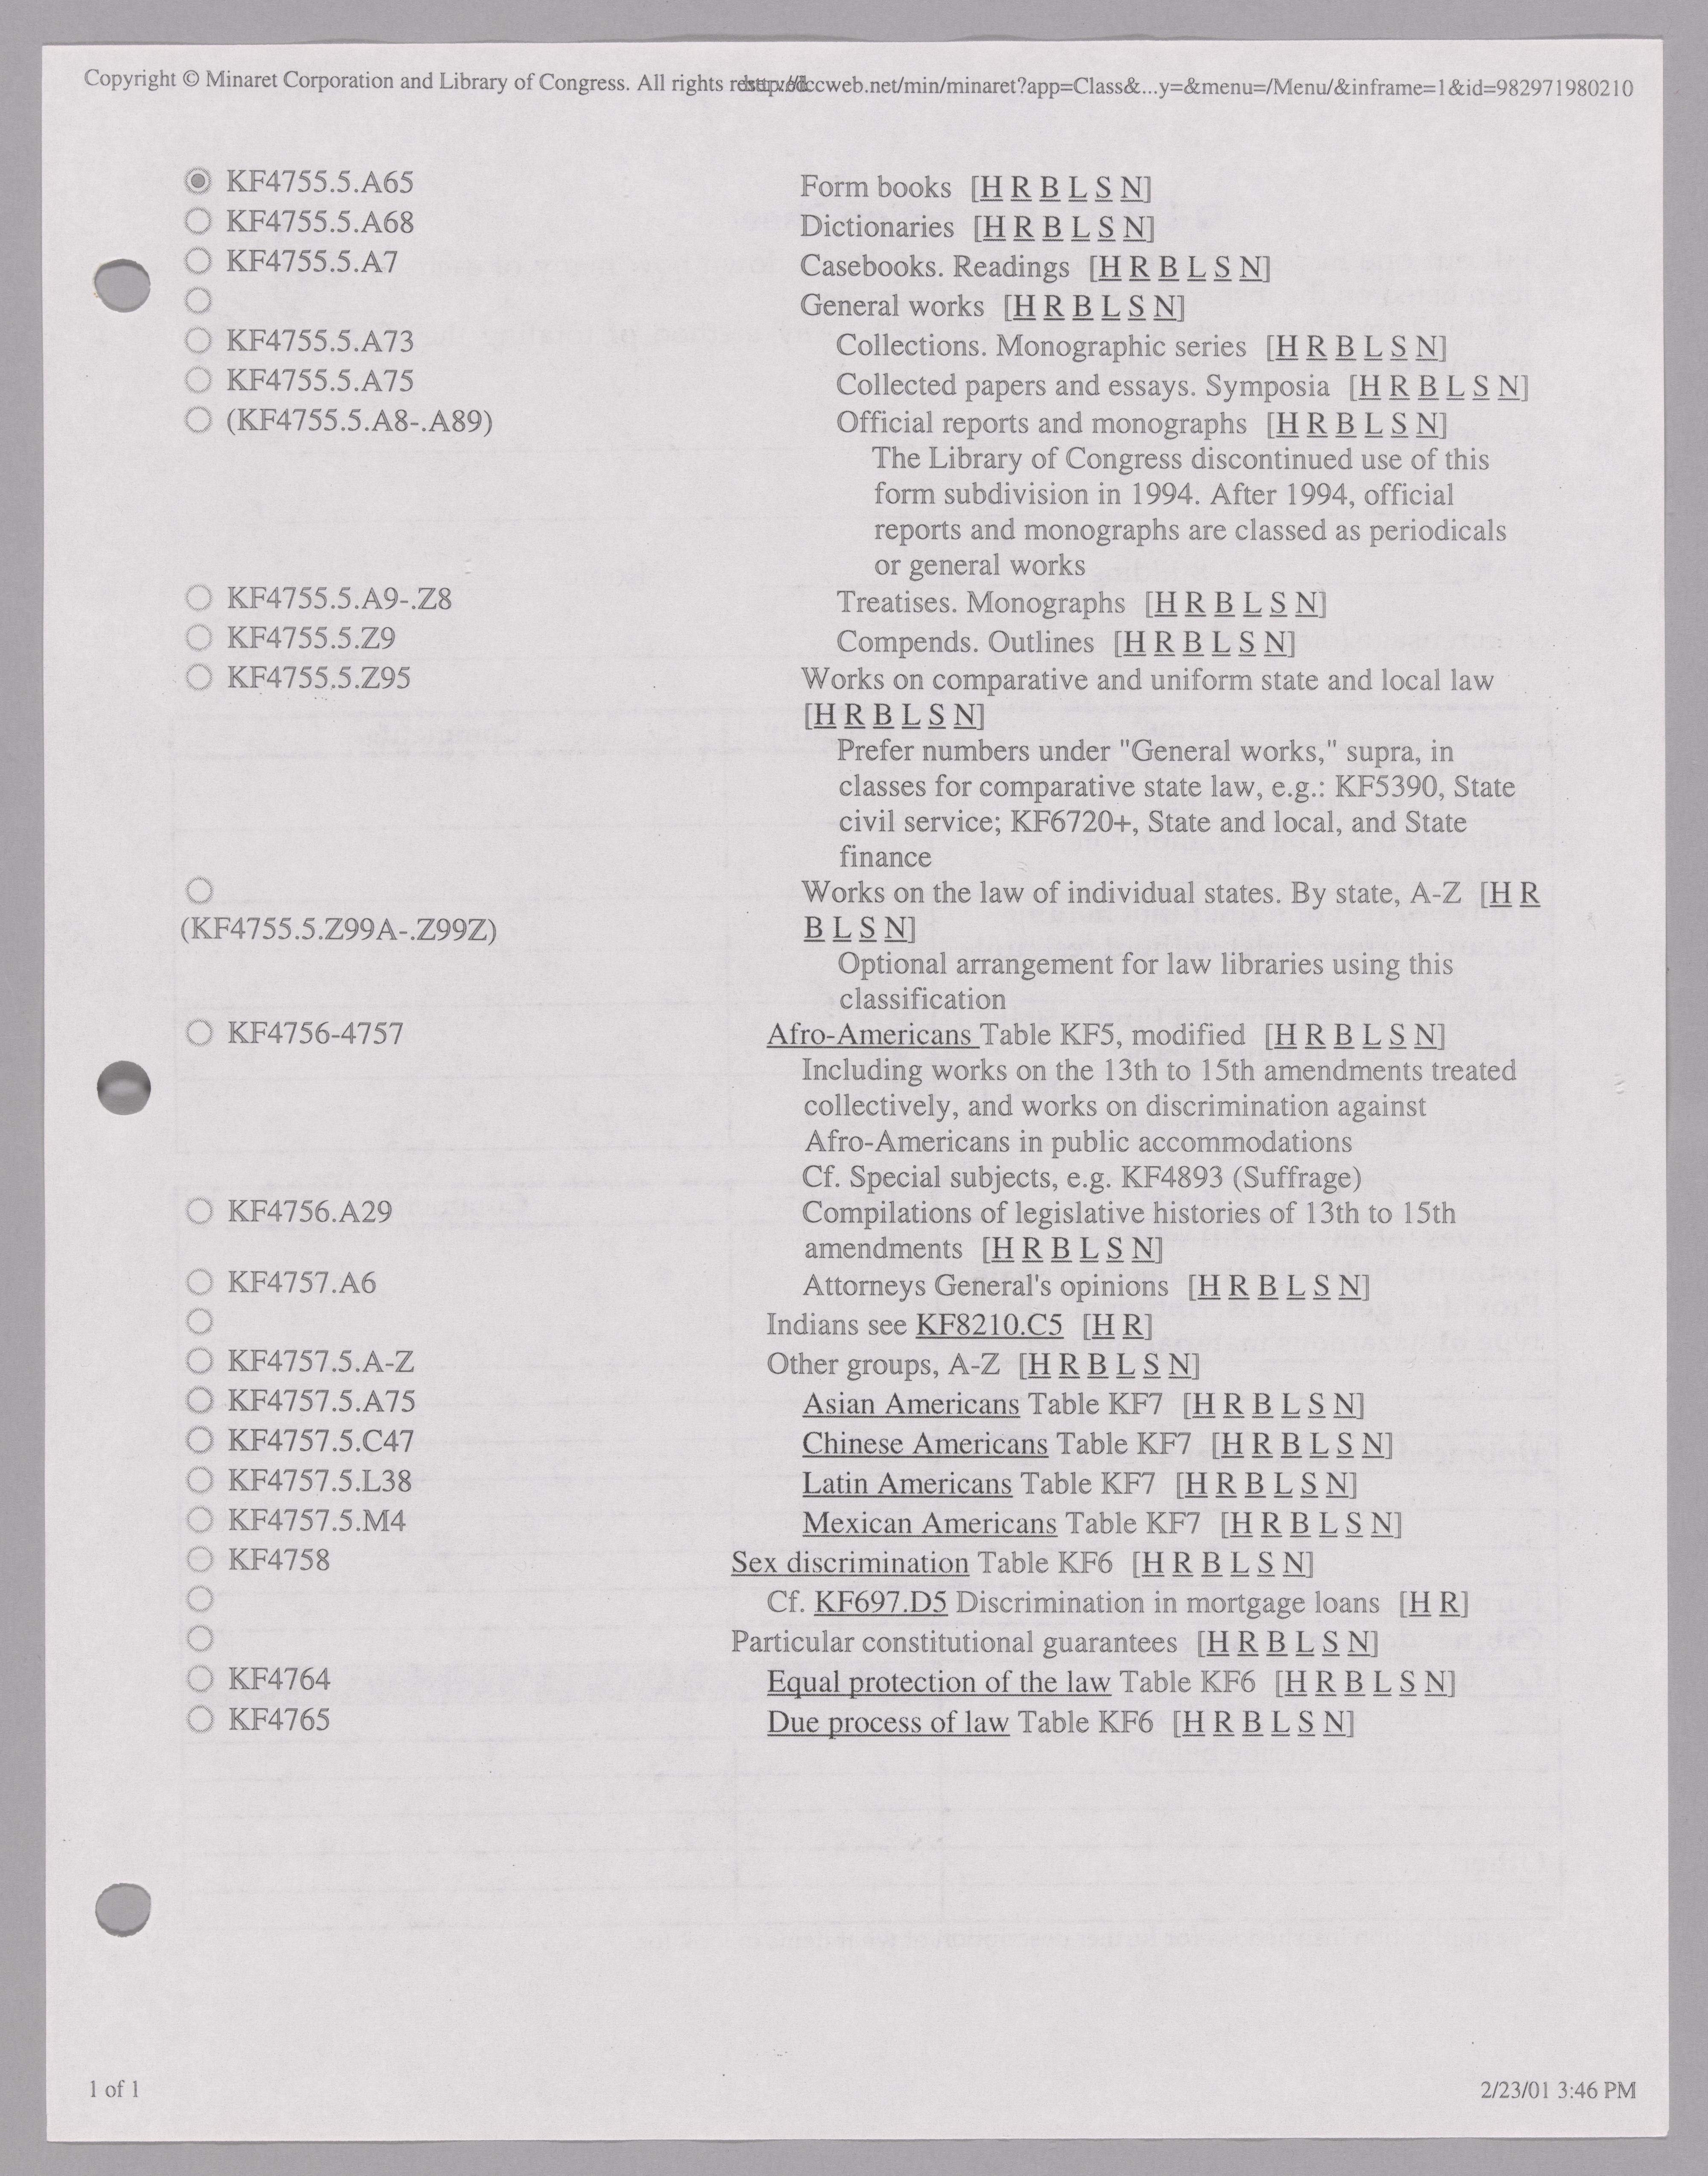 Copyright © Minaret Corporation and Library of Congress. All rights reserved. http://dccweb.net/min/minaret?app=Class&...y=&menu=/Menu/&inframe=1&id=982971980210
KF4755.5.A65 Form books [H R B L S N]
KF4755.5.A68 Dictionaries [H R B L S N]
KF4755.5.A7 Casebooks. Readings [H R B L S N]
General works [H R B L S N]
KF4755.5.A73 Collections. Monographic series [H R B L S N]
KF4755.5.A75 Collected papers and essays. Symposia [H R B L S N]
(KF4755.5.A8-.A89) Official reports and monographs [H R B L S N]
The Library of Congress discontinued use of this
form subdivision in 1994. After 1994, official
reports and monographs are classed as periodicals
or general works
KF4755.5.A9-.Z8 Treatises. Monographs [H R B L S N]
KF4755.5.Z9 Compends. Outlines [H R B L S N]
KF4755.5.Z95 Works on comparative and uniform state and local law
[H R B L S N]
Prefer numbers under "General works," supra, in
classes for comparative state law, e.g.: KF5390, State
civil service; KF6720+, State and local, and State
finance
Works on the law of individual states. By state, A-Z [H R
(KF4755.5.Z99A-.Z99Z) B L S N]
Optional arrangement for law libraries using this
classification
KF4756-4757 Afro-Americans Table KF5, modified [H R B L S N]
Including works on the 13th to 15th amendments treated
collectively, and works on discrimination against
Afro-Americans in public accommodations
Cf. Special subjects, e.g. KF4893 (Suffrage)
KF4756.A29 Compilations of legislative histories of 13th to 15th
amendments [H R B L S N]
KF4757.A6 Attorneys General's opinions [H R B L S N]
Indians see KF8210.C5 [H R]
KF4757.5.A-Z Other groups, A-Z [H R B L S N]
KF4757.5.A75 Asian Americans Table KF7 [H R B L S N]
KF4757.5.C47 Chinese Americans Table KF7 [H R B L S N]
KF4757.5.L38 Latin Americans Table KF7 [H R B L S N]
KF4757.5.M4 Mexican Americans Table KF7 [H R B L S N]
KF4758 Sex discrimination Table KF6 [H R B L S N]
Cf. KF697.D5 Discrimination in mortgage loans [H R]
Particular constitutional guarantees [H R B L S N]
KF4764 Equal protection of the law Table KF6 [H R B L S N]
KF4765 Due process of law Table KF6 [H R B L S N]
1 of 1 2/23/01 3:46 PM